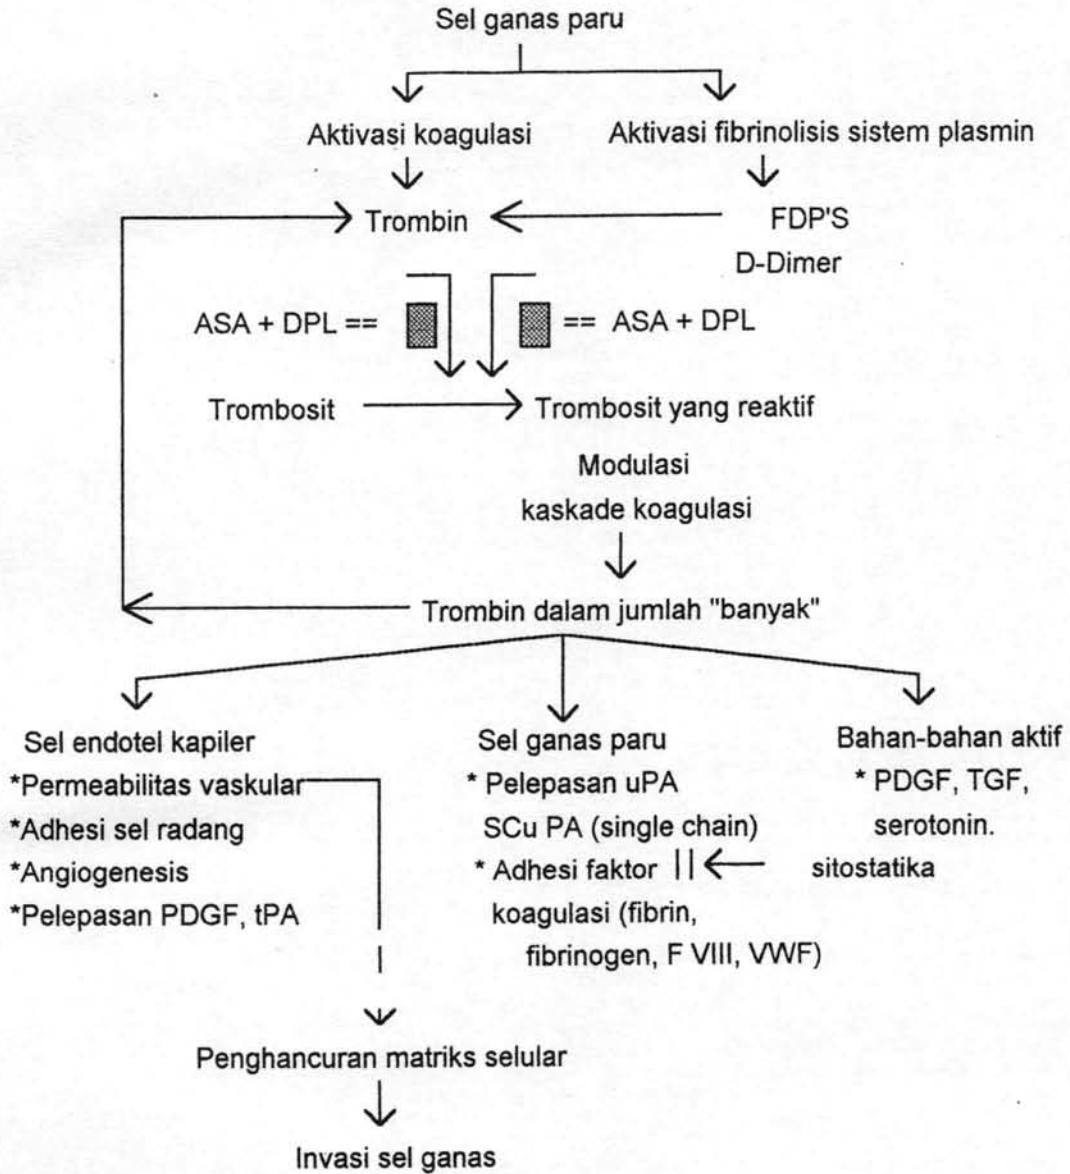 Sel ganas paru
Aktivasi koagulasi
Aktivasi fibrinolisis sistem plasmin
Trombin
FDP'S
D-Dimer
ASA + DPL ==
== ASA + DPL
Trombosit
Trombosit yang reaktif
Modulasi
kaskade koagulasi
Trombin dalam jumlah "banyak"
Sel endotel kapiler
*Permeabilitas vaskular
*Adhesi sel radang
*Angiogenesis
*Pelepasan PDGF, tPA
Sel ganas paru
* Pelepasan uPA
SCu PA (single chain)
* Adhesi faktor
koagulasi (fibrin,
fibrinogen, F VIII, VWF)
Bahan-bahan aktif
* PDGF, TGF,
serotonin.
sitostatika
Penghancuran matriks selular
Invasi sel ganas